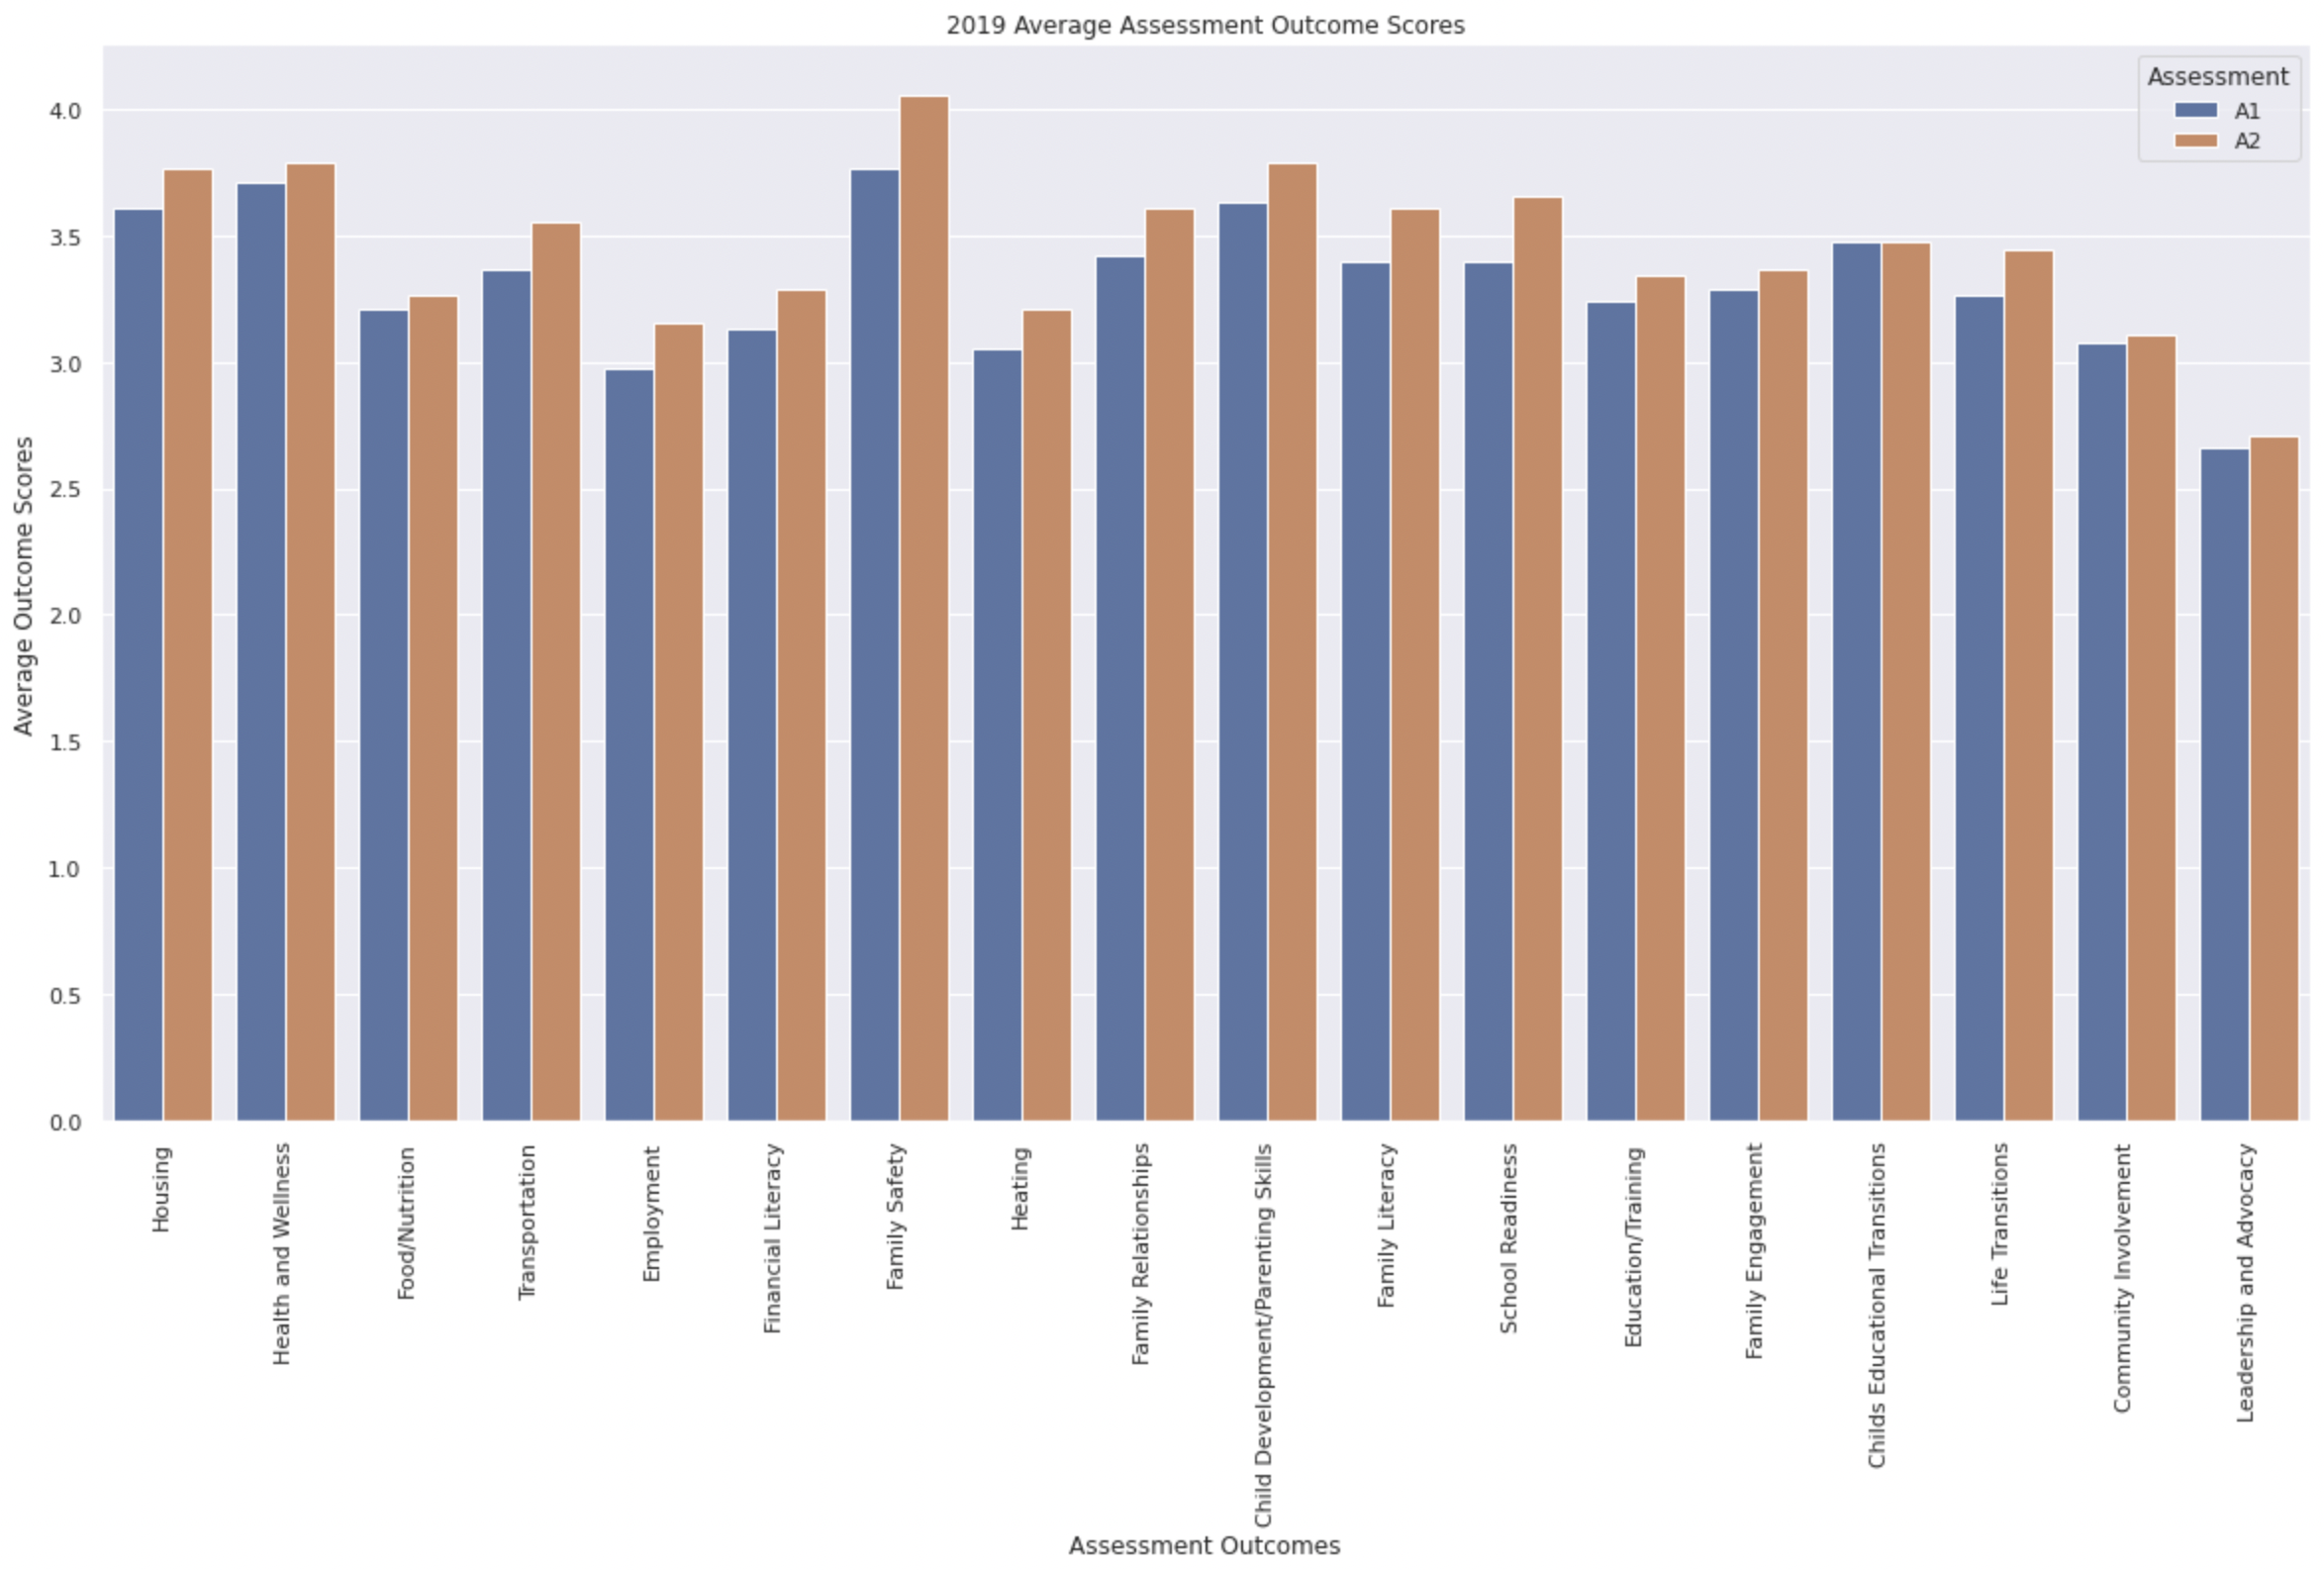 2019 Average Assessment Outcome Scores
Assessment
A1
A2
Average Outcome Scores
4.0
3.5
3.0
2.5
2.0
1.5
1.0
0.5
0.0
Housing
Health and Wellness
Food/Nutrition
Transportation
Employment
Financial Literacy
Family Safety
Heating
Family Relationships
Child Development/Parenting Skills
Family Literacy
School Readiness
Education/Training
Family Engagement
Childs Educational Transitions
Life Transitions
Community Involvement
Leadership and Advocacy
Assessment Outcomes